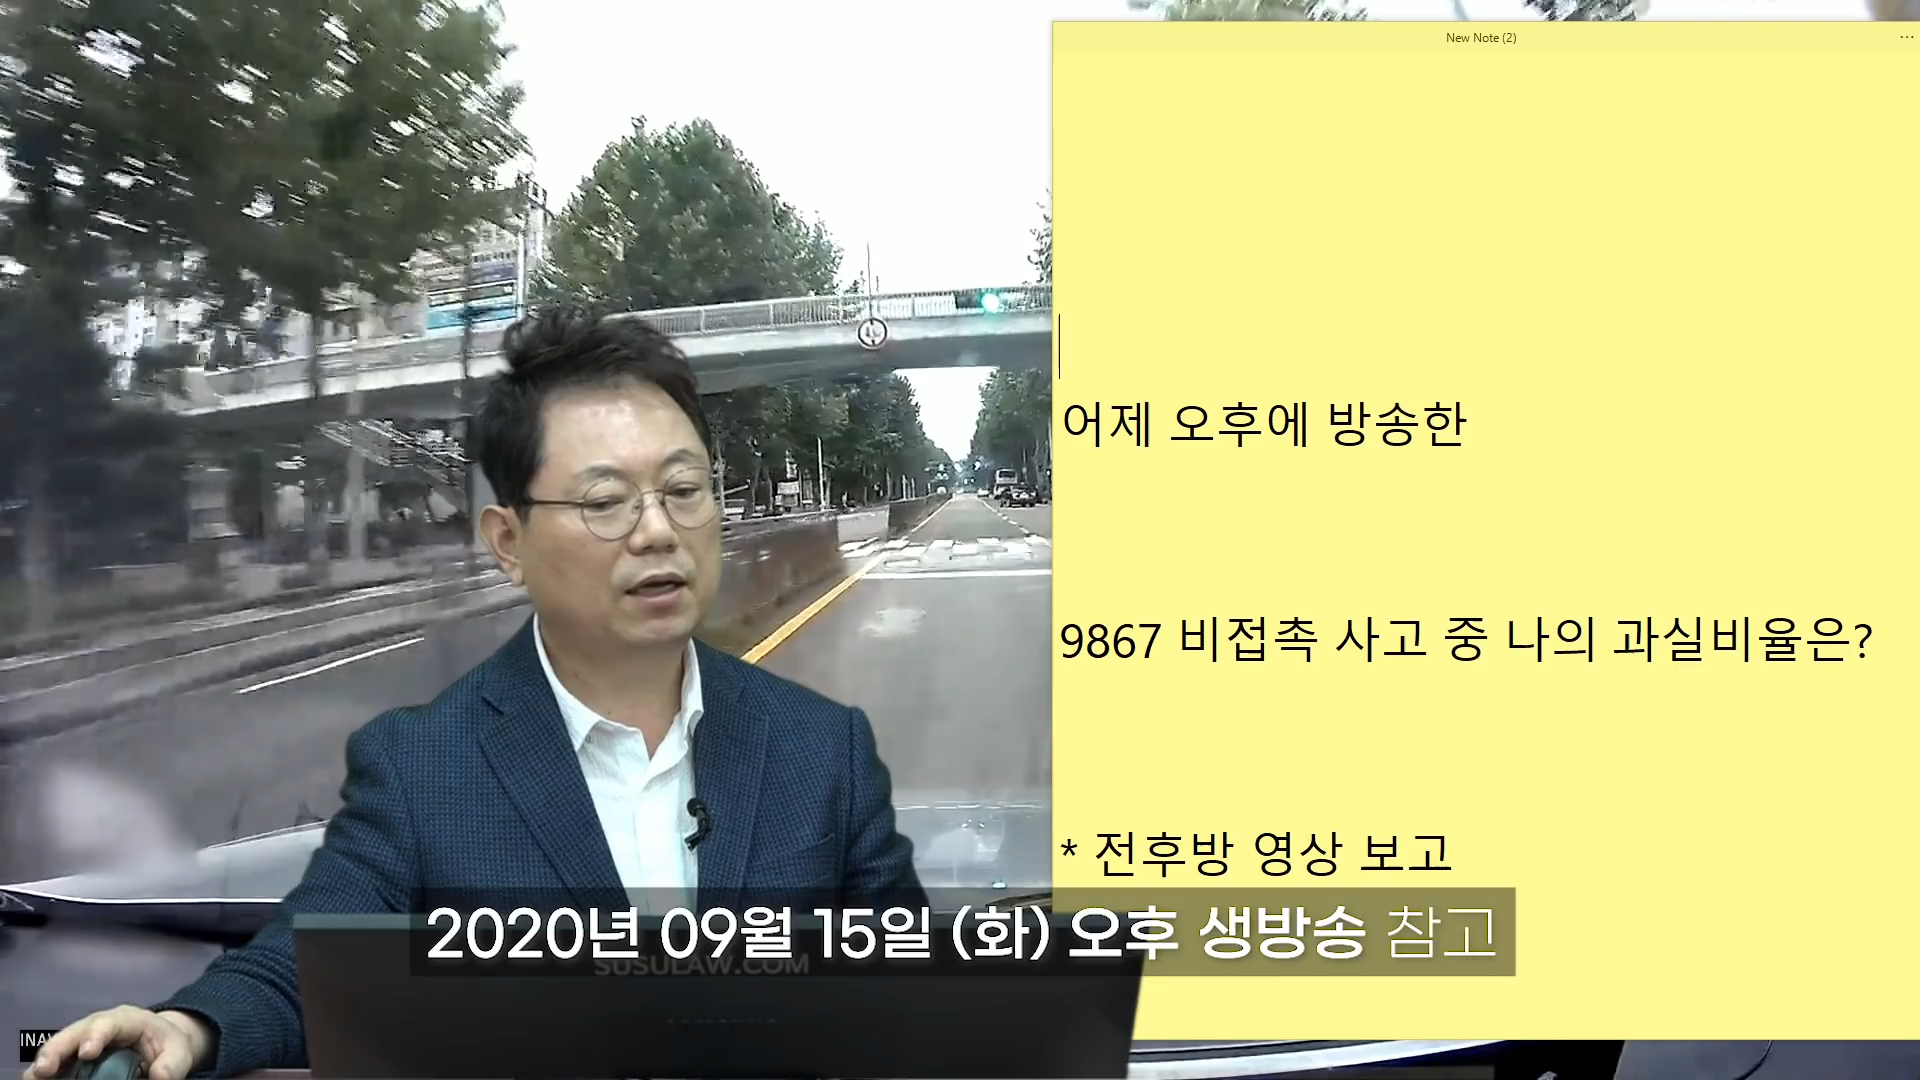 New Note (2)
어제 오후에 방송한
9867 비접촉 사고 중 나의 과실비율은?
* 전후방 영상 보고
2020년 09월 15일 (화) 오후 생방송 참고
SUSULAW.COM
INAV